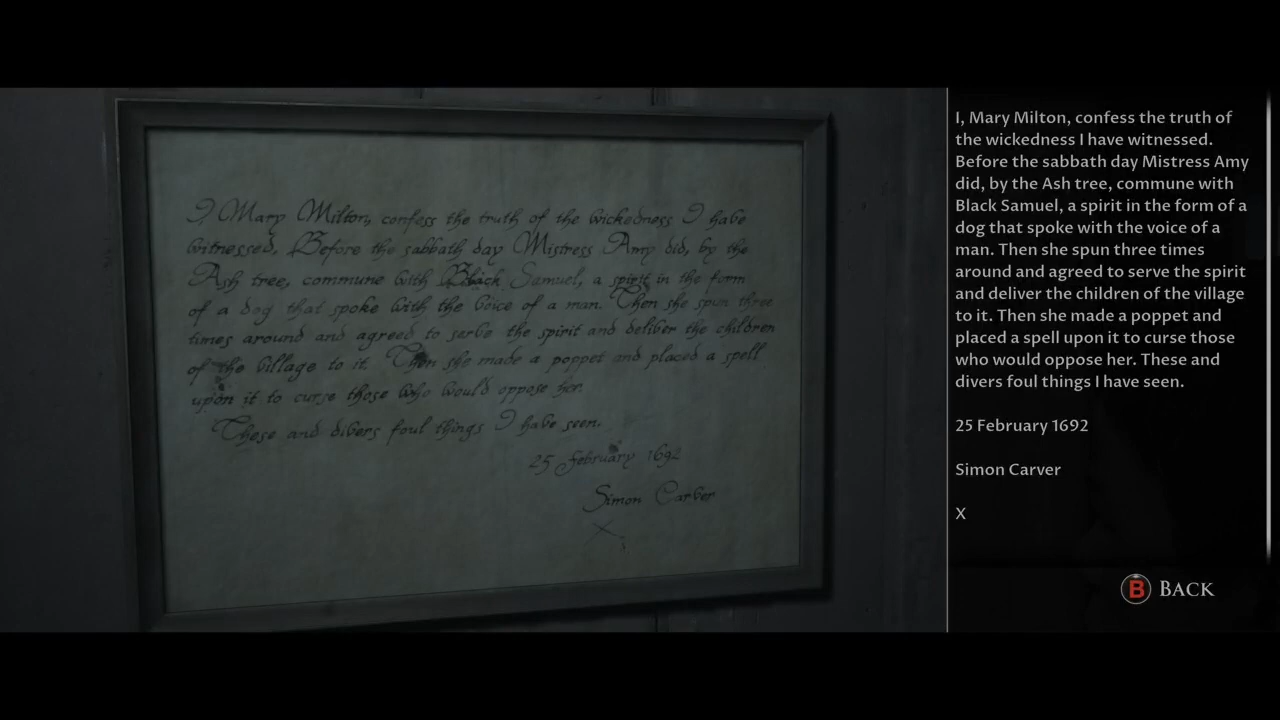 I Mary Milton, confess the truth of the wickedness I have
witnessed. Before the sabbath day Mistress Amy did, by the
Ash tree, commune with Black Samuel, a spirit in the form
of a dog that spoke with the voice of a man. Then she spun three
times around and agreed to serve the spirit and deliver the children
of the village to it. Then she made a poppet and placed a spell
upon it to curse those who would oppose her.
These and divers foul things I have seen.
25 February 1692
Simon Carver
X
I, Mary Milton, confess the truth of
the wickedness I have witnessed.
Before the sabbath day Mistress Amy
did, by the Ash tree, commune with
Black Samuel, a spirit in the form of a
dog that spoke with the voice of a
man. Then she spun three times
around and agreed to serve the spirit
and deliver the children of the village
to it. Then she made a poppet and
placed a spell upon it to curse those
who would oppose her. These and
divers foul things I have seen.
25 February 1692
Simon Carver
X
B BACK